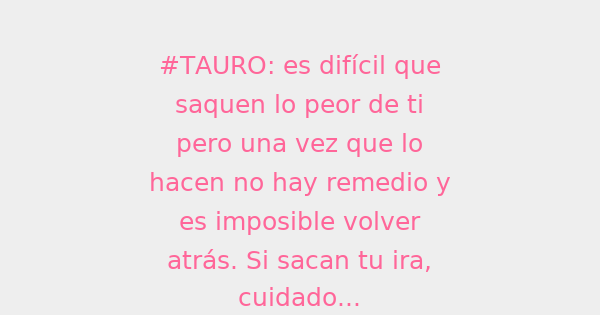 #TAURO: es difícil que
saquen lo peor de ti
pero una vez que lo
hacen no hay remedio y
es imposible volver
atrás. Si sacan tu ira,
cuidado...